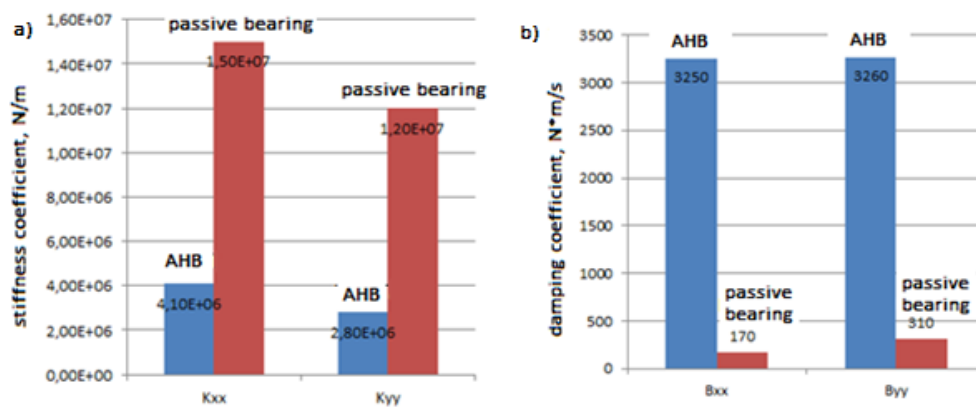 a)
stiffness coefficient, N/m
1,60E+07
1,40E+07
1,20E+07
1,00E+07
8,00E+06
6,00E+06
4,00E+06
2,00E+06
0,00E+00
passive bearing
1,50E+07
passive bearing
1,20E+07
AHB
4,10E+06
AHB
2,80E+06
Kxx
Kyy
b)
damping coefient, N*m/s
3500
3000
2500
2000
1500
1000
500
0
AHB
3250
AHB
3260
passive
bearing
170
passive
bearing
310
Bxx
Byy